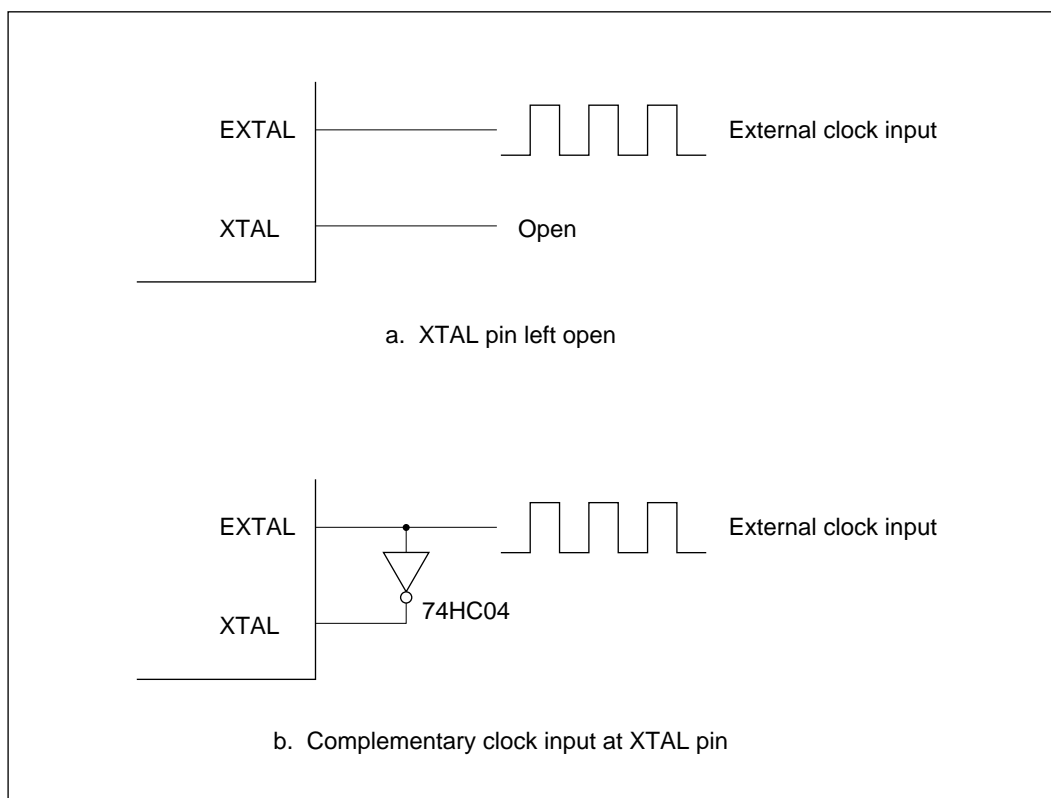 EXTAL
External clock input
XTAL
Open
a. XTAL pin left open
EXTAL
External clock input
74HC04
XTAL
b. Complementary clock input at XTAL pin